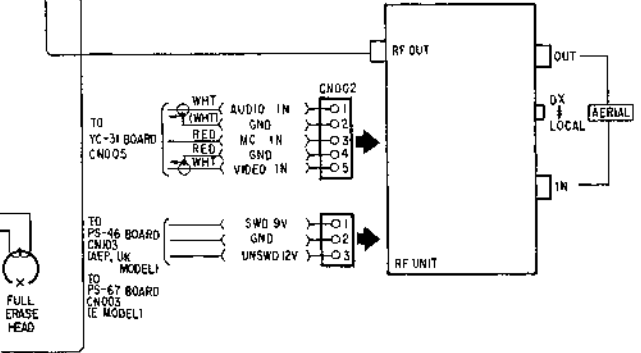 RF OUT
OUT
DX
LOCAL
AERIAL
IN
RF UNIT
CN002
TO
YC-31 BOARD
CN005
WHT AUDIO IN 1
(WHT) GND 2
RED MC IN 3
RED GND 4
WHT VIDEO IN 5
TO
PS-46 BOARD
CN103
(AEP, UK
MODEL)
TO
PS-67 BOARD
CN003
(E MODEL)
SWD 9V 1
GND 2
UNSWD 12V 3
FULL
ERASE
HEAD